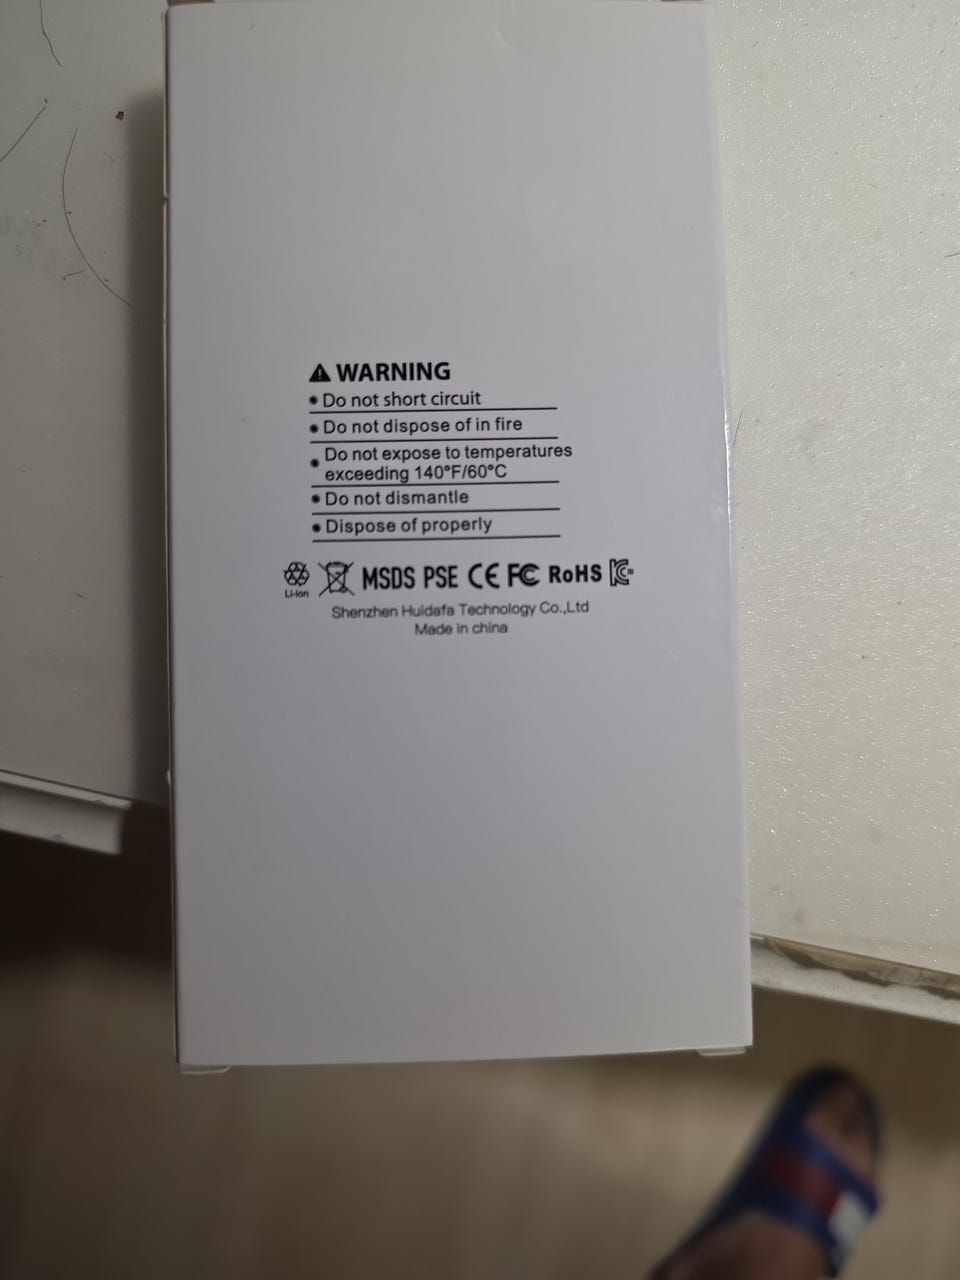 WARNING
Do not short circuit
Do not dispose of in fire
Do not expose to temperatures
exceeding 140°F/60°C
Do not dismantle
Dispose of properly
Li-ion MSDS PSE CE FC RoHS
Shenzhen Huidafa Technology Co.,Ltd
Made in china